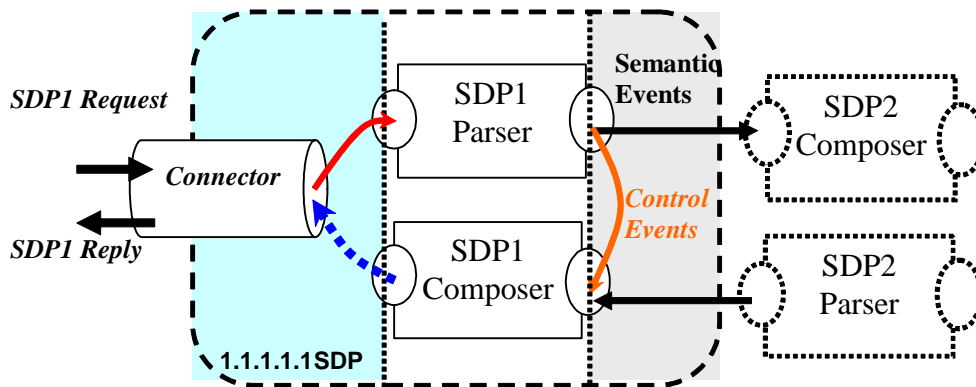 SDP1 Request
Connector
SDP1 Reply
1.1.1.1.1SDP
SDP1
Parser
SDP1
Composer
Semantic
Events
Control
Events
SDP2
Composer
SDP2
Parser